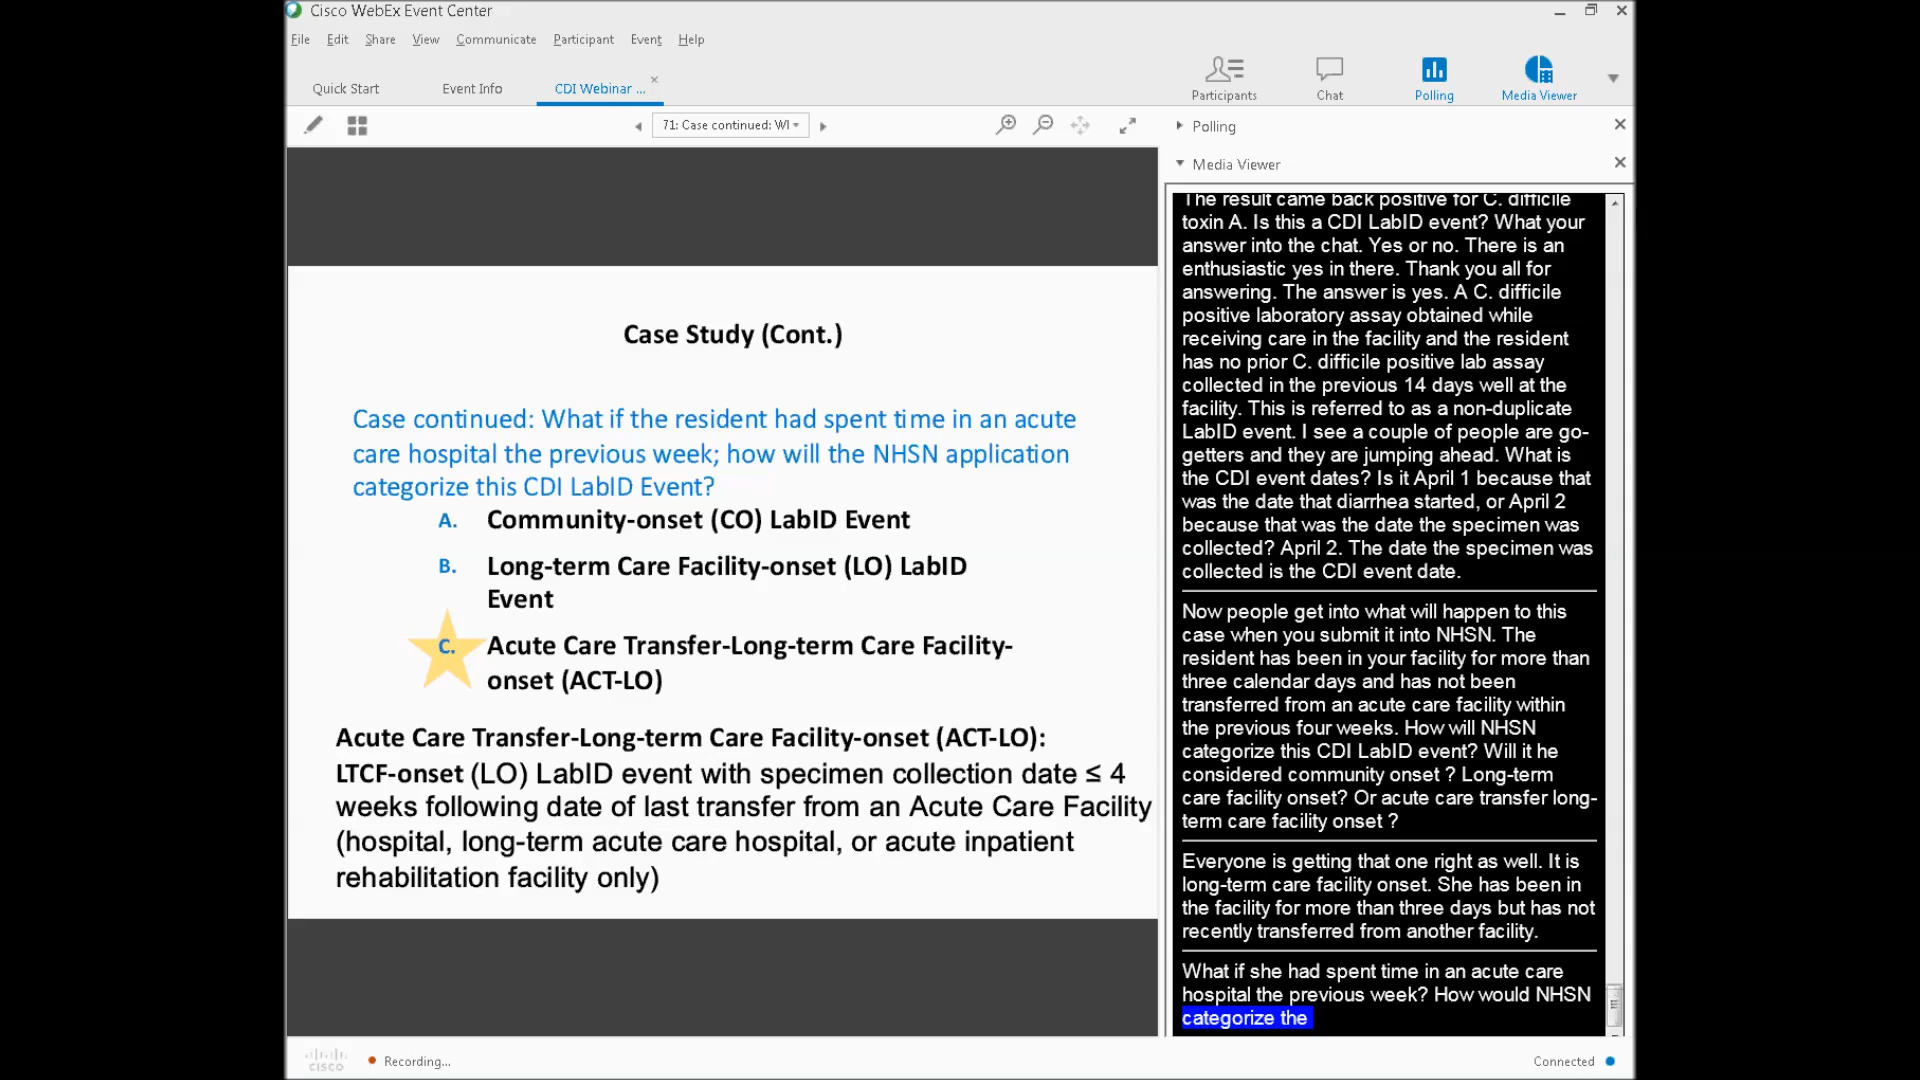 Cisco WebEx Event Center
File Edit Share View Communicate Participant Event Help
Quick Start Event Info CDI Webinar ...
Participants Chat Polling Media Viewer
71: Case continued: WI
Polling
Media Viewer
Case Study (Cont.)
Case continued: What if the resident had spent time in an acute
care hospital the previous week; how will the NHSN application
categorize this CDI LabID Event?
A. Community-onset (CO) LabID Event
B. Long-term Care Facility-onset (LO) LabID
Event
C. Acute Care Transfer-Long-term Care Facility-
onset (ACT-LO)
Acute Care Transfer-Long-term Care Facility-onset (ACT-LO):
LTCF-onset (LO) LabID event with specimen collection date ≤ 4
weeks following date of last transfer from an Acute Care Facility
(hospital, long-term acute care hospital, or acute inpatient
rehabilitation facility only)
The result came back positive for C. difficile
toxin A. Is this a CDI LabID event? What your
answer into the chat. Yes or no. There is an
enthusiastic yes in there. Thank you all for
answering. The answer is yes. A C. difficile
positive laboratory assay obtained while
receiving care in the facility and the resident
has no prior C. difficile positive lab assay
collected in the previous 14 days well at the
facility. This is referred to as a non-duplicate
LabID event. I see a couple of people are go-
getters and they are jumping ahead. What is
the CDI event dates? Is it April 1 because that
was the date that diarrhea started, or April 2
because that was the date the specimen was
collected? April 2. The date the specimen was
collected is the CDI event date.
Now people get into what will happen to this
case when you submit it into NHSN. The
resident has been in your facility for more than
three calendar days and has not been
transferred from an acute care facility within
the previous four weeks. How will NHSN
categorize this CDI LabID event? Will it he
considered community onset ? Long-term
care facility onset? Or acute care transfer long-
term care facility onset ?
Everyone is getting that one right as well. It is
long-term care facility onset. She has been in
the facility for more than three days but has not
recently transferred from another facility.
What if she had spent time in an acute care
hospital the previous week? How would NHSN
categorize the
cisco Recording... Connected